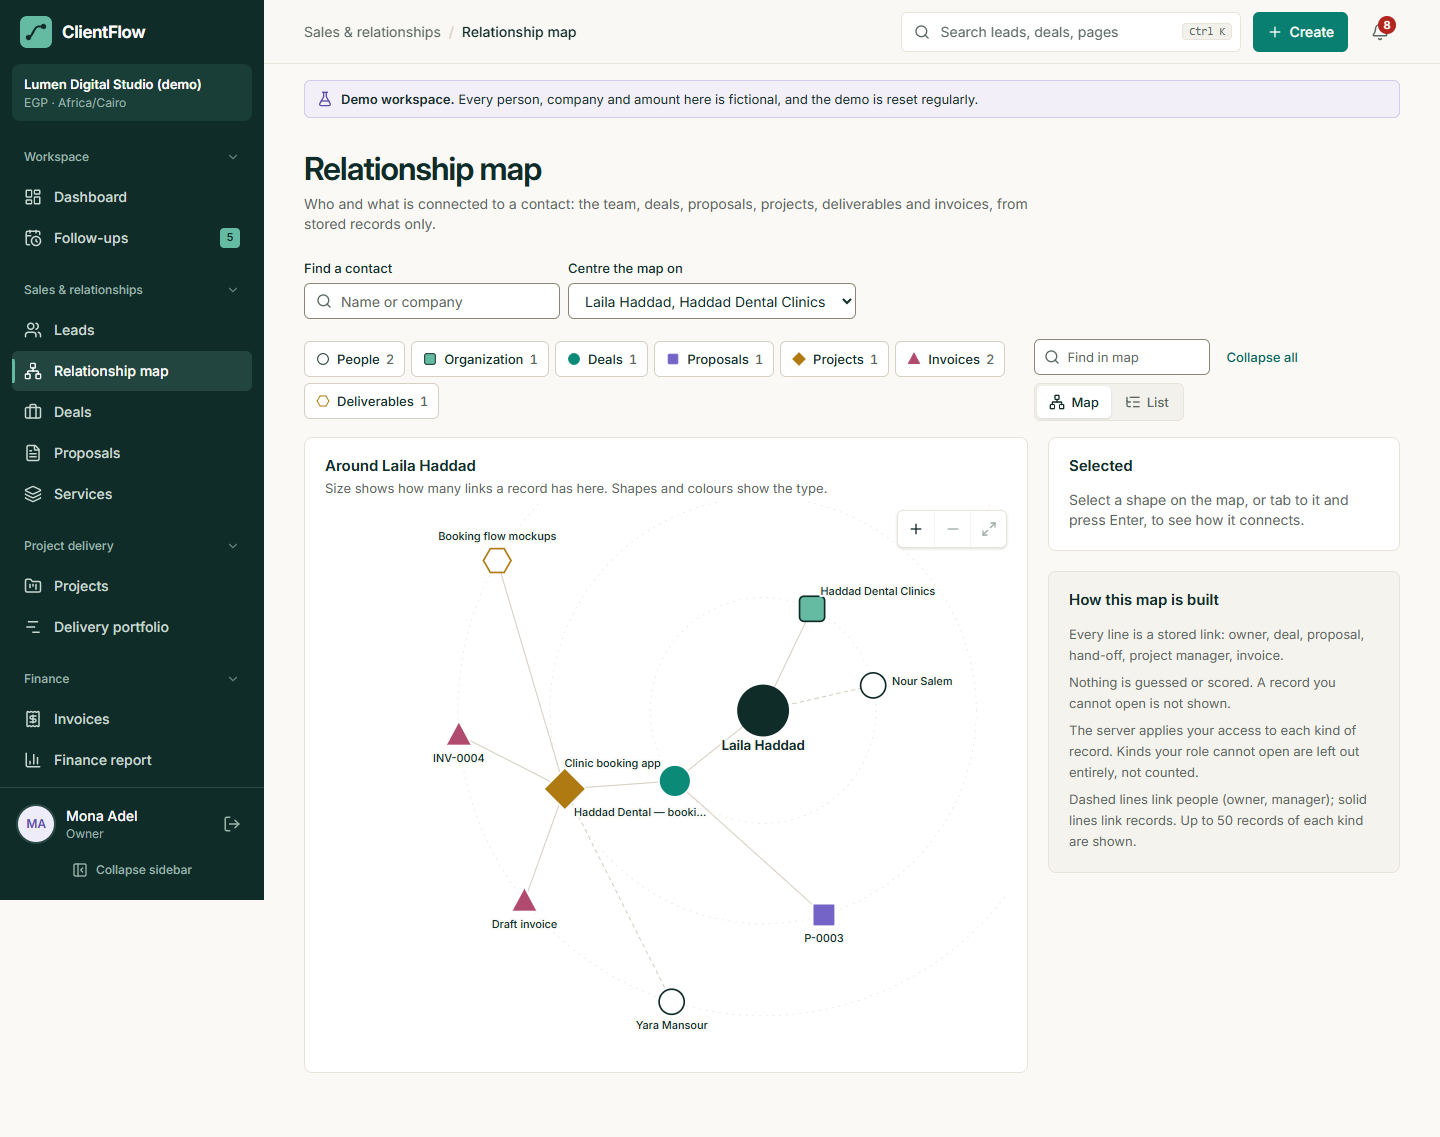 ClientFlow
Lumen Digital Studio (demo)
EGP · Africa/Cairo
Workspace
Dashboard
Follow-ups 5
Sales & relationships
Leads
Relationship map
Deals
Proposals
Services
Project delivery
Projects
Delivery portfolio
Finance
Invoices
Finance report
MA
Mona Adel
Owner
Collapse sidebar
Sales & relationships / Relationship map
Search leads, deals, pages Ctrl K
+ Create
8
Demo workspace. Every person, company and amount here is fictional, and the demo is reset regularly.
Relationship map
Who and what is connected to a contact: the team, deals, proposals, projects, deliverables and invoices, from
stored records only.
Find a contact
Name or company
Centre the map on
Laila Haddad, Haddad Dental Clinics
People 2
Organization 1
Deals 1
Proposals 1
Projects 1
Invoices 2
Deliverables 1
Find in map
Collapse all
Map
List
Around Laila Haddad
Size shows how many links a record has here. Shapes and colours show the type.
Booking flow mockups
Haddad Dental Clinics
Nour Salem
Laila Haddad
INV-0004
Clinic booking app
Haddad Dental — booki...
Draft invoice
P-0003
Yara Mansour
Selected
Select a shape on the map, or tab to it and
press Enter, to see how it connects.
How this map is built
Every line is a stored link: owner, deal, proposal,
hand-off, project manager, invoice.
Nothing is guessed or scored. A record you
cannot open is not shown.
The server applies your access to each kind of
record. Kinds your role cannot open are left out
entirely, not counted.
Dashed lines link people (owner, manager); solid
lines link records. Up to 50 records of each kind
are shown.